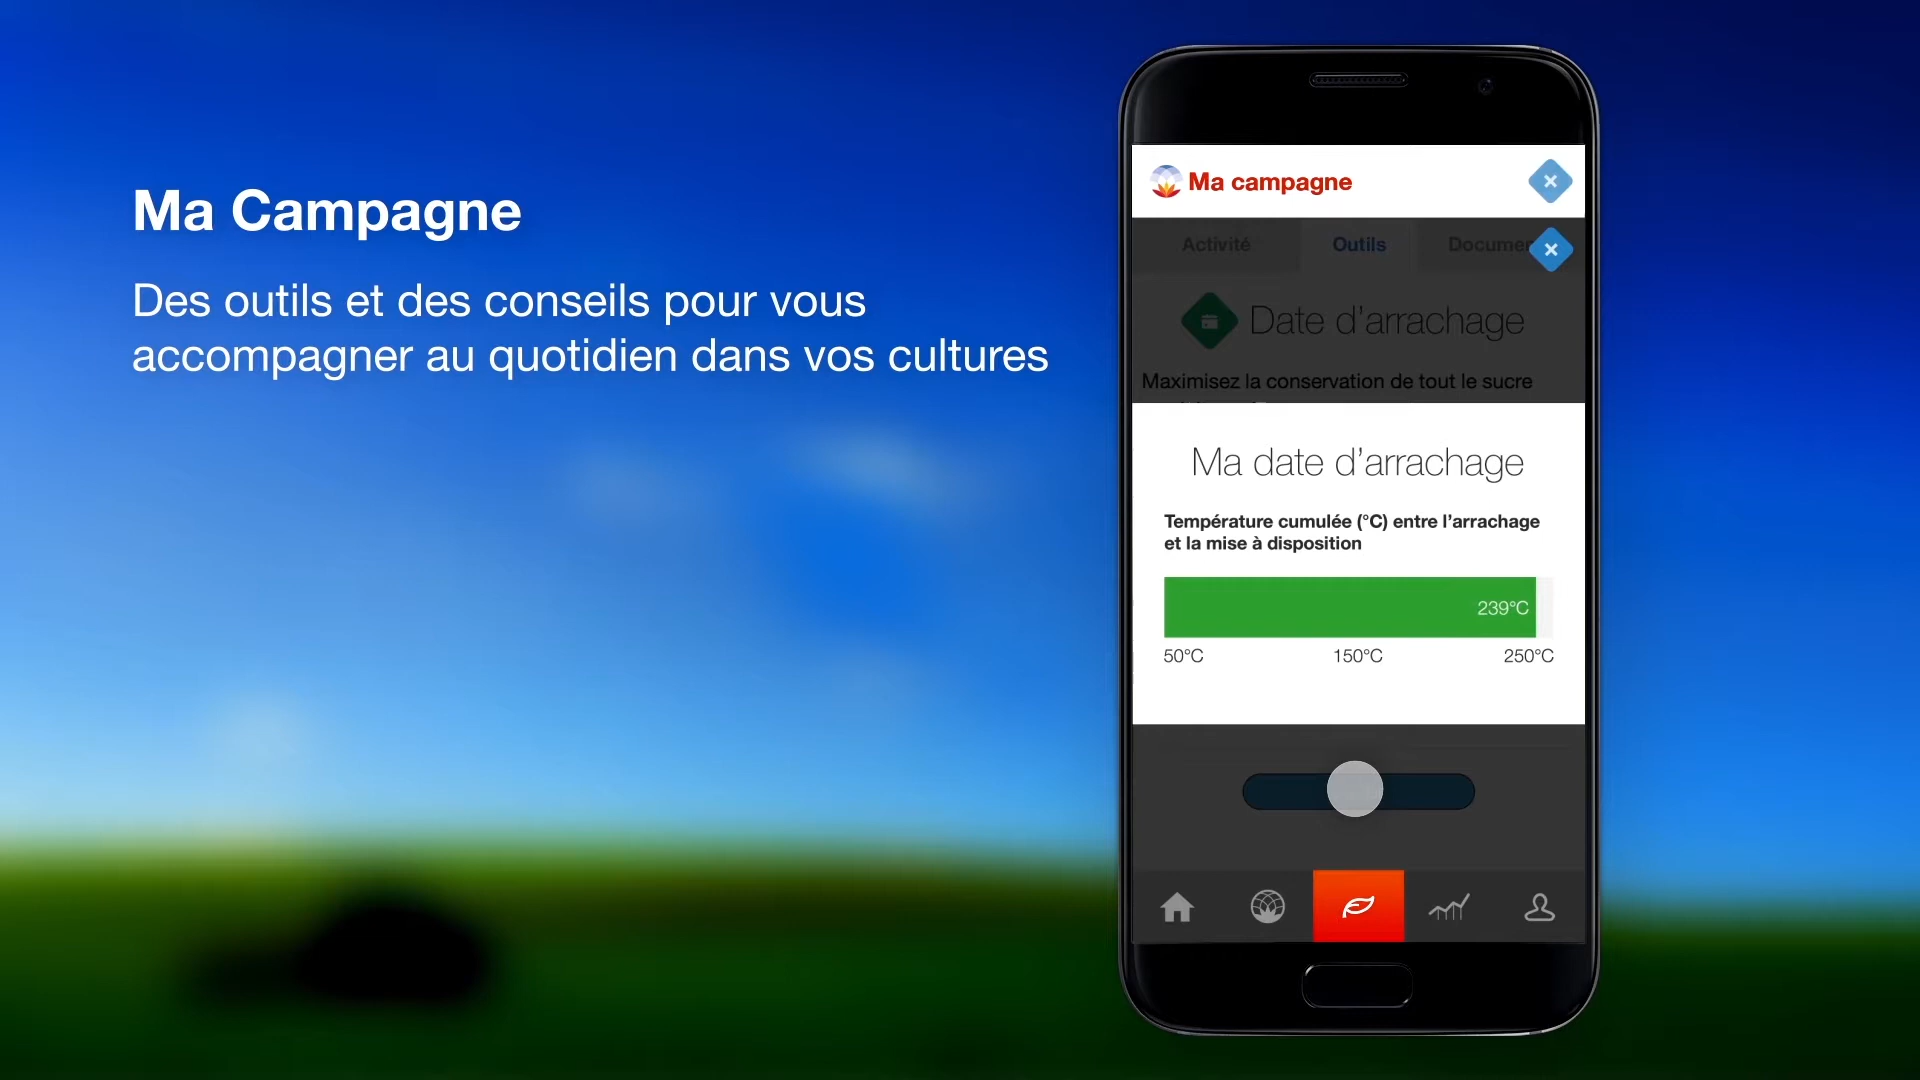 Ma Campagne
Des outils et des conseils pour vous
accompagner au quotidien dans vos cultures
Ma campagne
Activité
Outils
Documen
Date d'arrachage
Maximisez la conservation de tout le sucre
Ma date d'arrachage
Température cumulée (°C) entre l'arrachage
et la mise à disposition
239°C
50°C
150°C
250°C